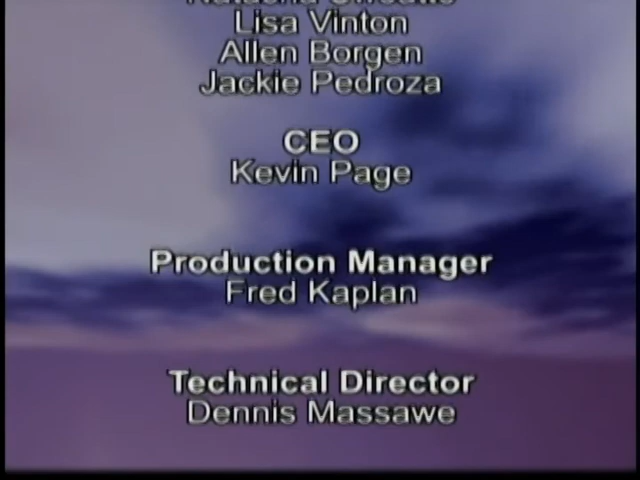 Lisa Vinton
Allen Borgen
Jackie Pedroza
CEO
Kevin Page
Production Manager
Fred Kaplan
Technical Director
Dennis Massawe